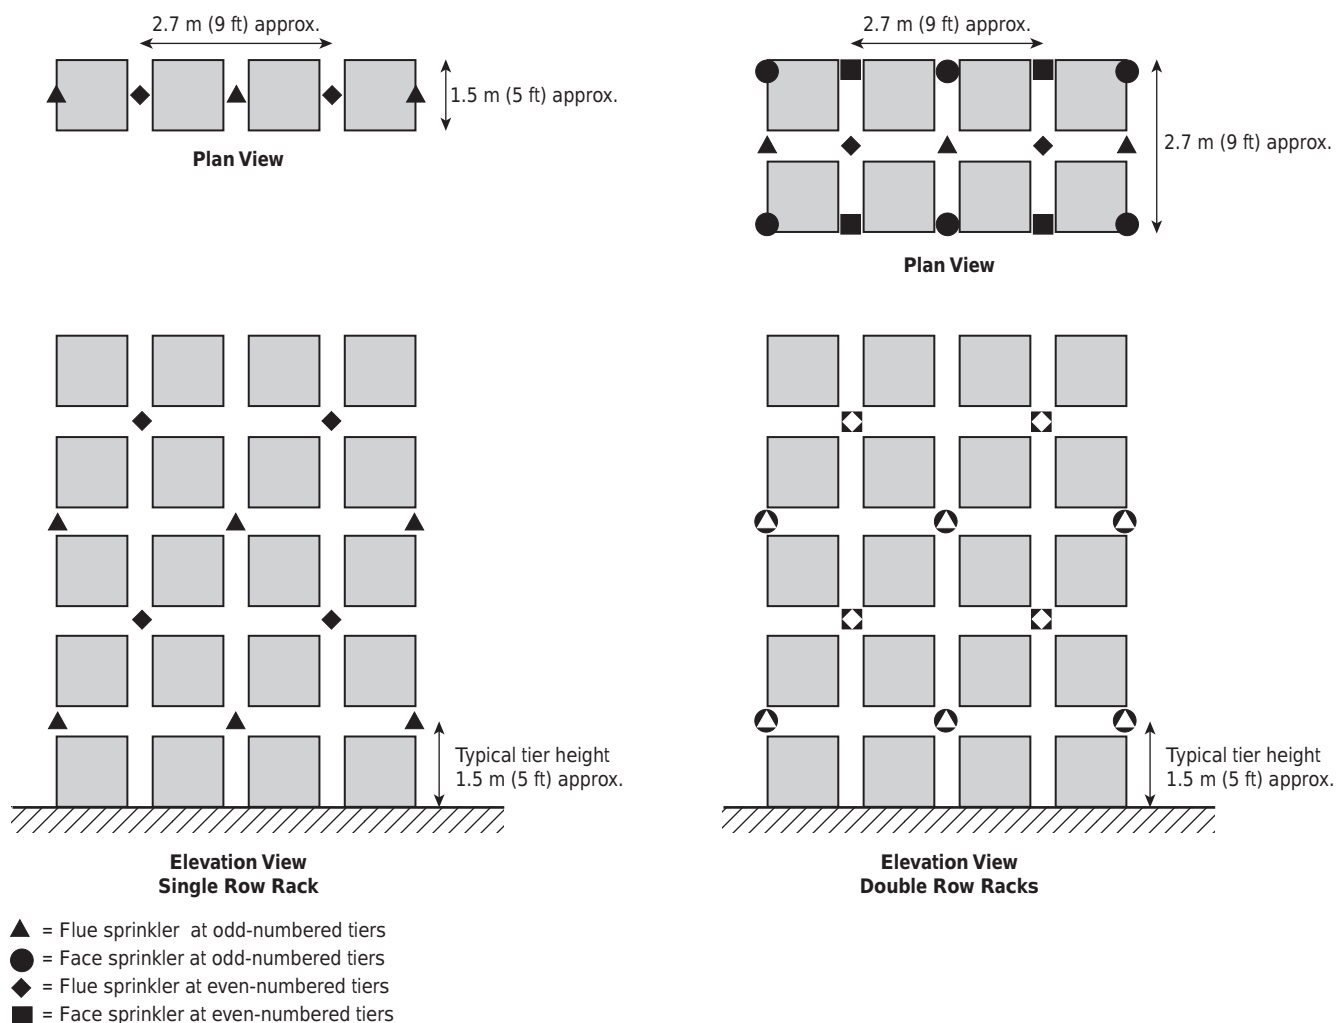 2.7 m (9 ft) approx.
1.5 m (5 ft) approx.
Plan View
2.7 m (9 ft) approx.
2.7 m (9 ft) approx.
Plan View
Typical tier height
1.5 m (5 ft) approx.
Elevation View
Single Row Rack
Typical tier height
1.5 m (5 ft) approx.
Elevation View
Double Row Racks
= Flue sprinkler at odd-numbered tiers
= Face sprinkler at odd-numbered tiers
= Flue sprinkler at even-numbered tiers
= Face sprinkler at even-numbered tiers